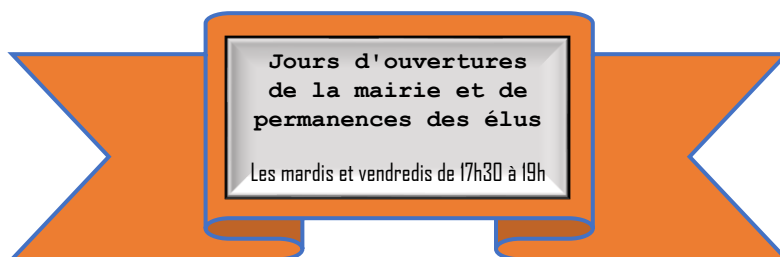 Jours d'ouvertures
de la mairie et de
permanences des élus
Les mardis et vendredis de 17h30 à 19h